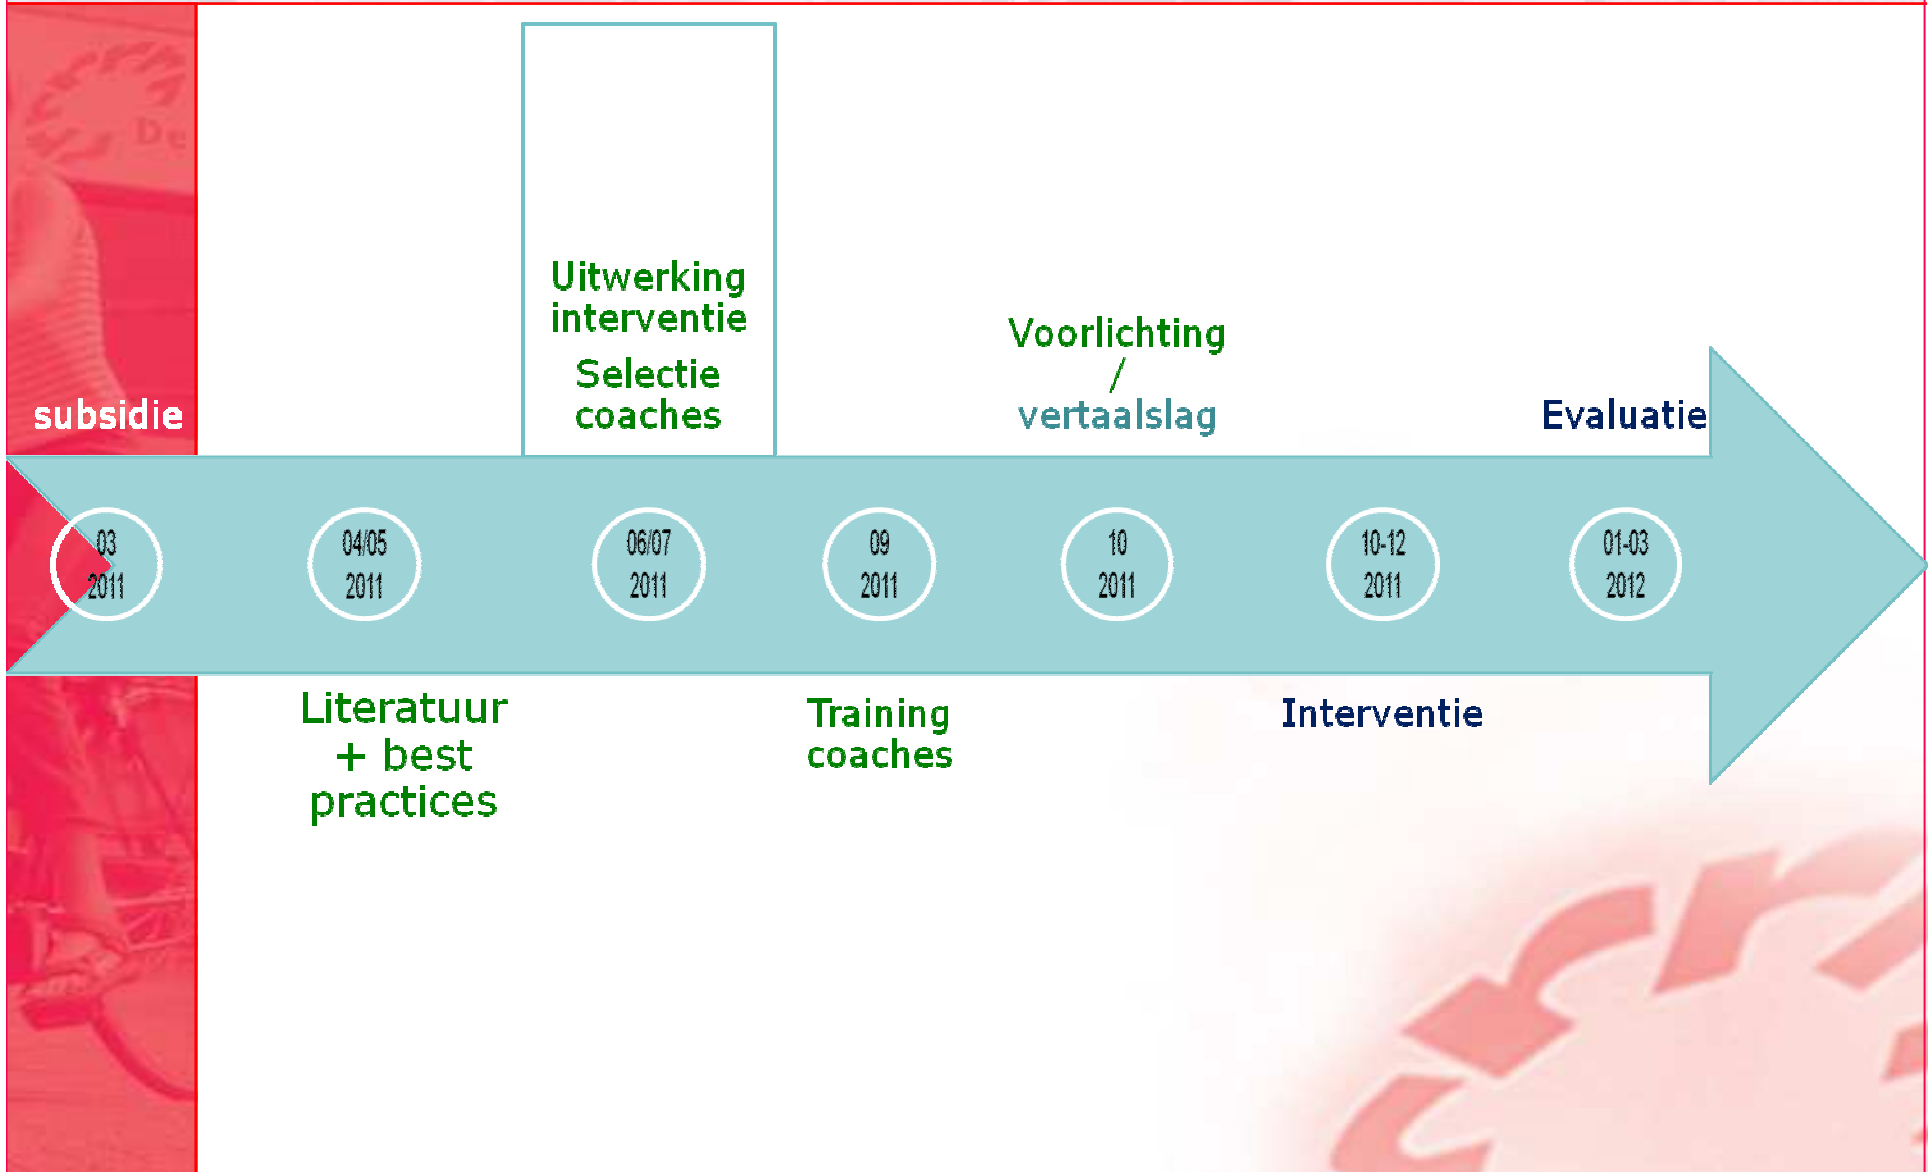 De
Uitwerking
interventie
Selectie
coaches
Voorlichting
/
vertaalslag
subsidie
Evaluatie
03
2011
04/05
2011
06/07
2011
09
2011
10
2011
10-12
2011
01-03
2012
Literatuur
+ best
practices
Training
coaches
Interventie